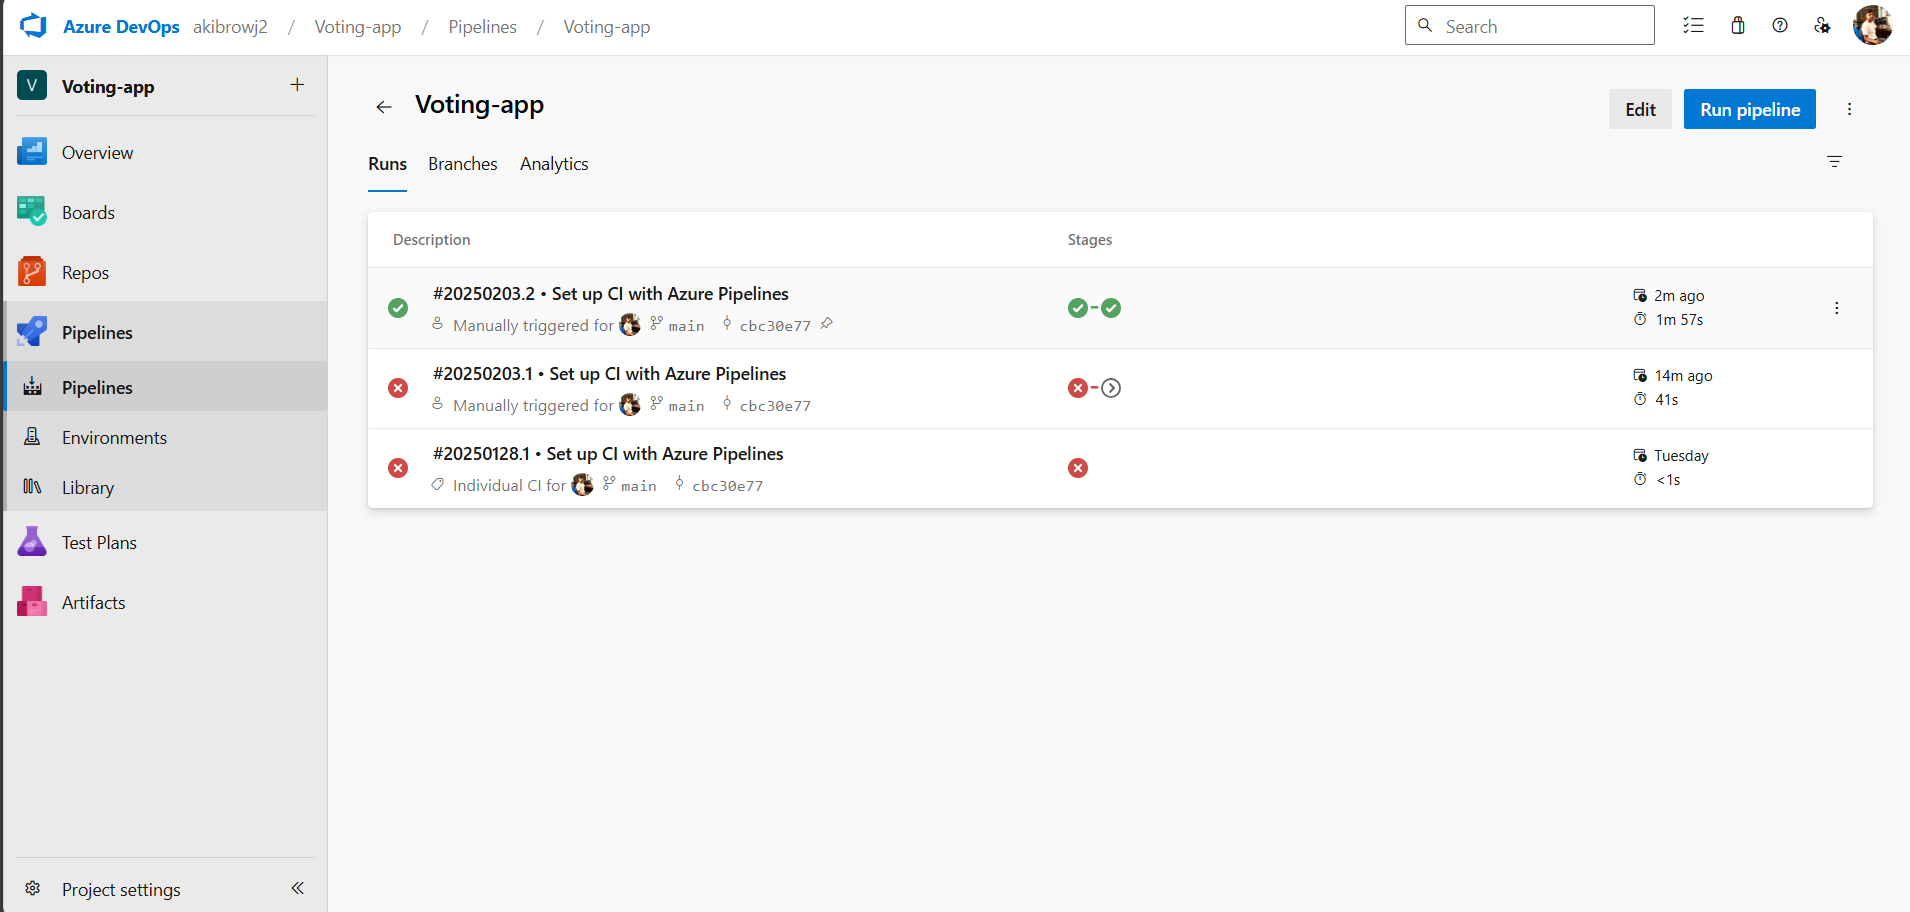 Azure DevOps akibrowj2 / Voting-app / Pipelines / Voting-app
Search
V Voting-app
Overview
Boards
Repos
Pipelines
Pipelines
Environments
Library
Test Plans
Artifacts
Project settings
Voting-app
Edit
Run pipeline
Runs Branches Analytics
Description Stages
#20250203.2 • Set up CI with Azure Pipelines
Manually triggered for main cbc30e77
2m ago
1m 57s
#20250203.1 • Set up CI with Azure Pipelines
Manually triggered for main cbc30e77
14m ago
41s
#20250128.1 • Set up CI with Azure Pipelines
Individual CI for main cbc30e77
Tuesday
<1s